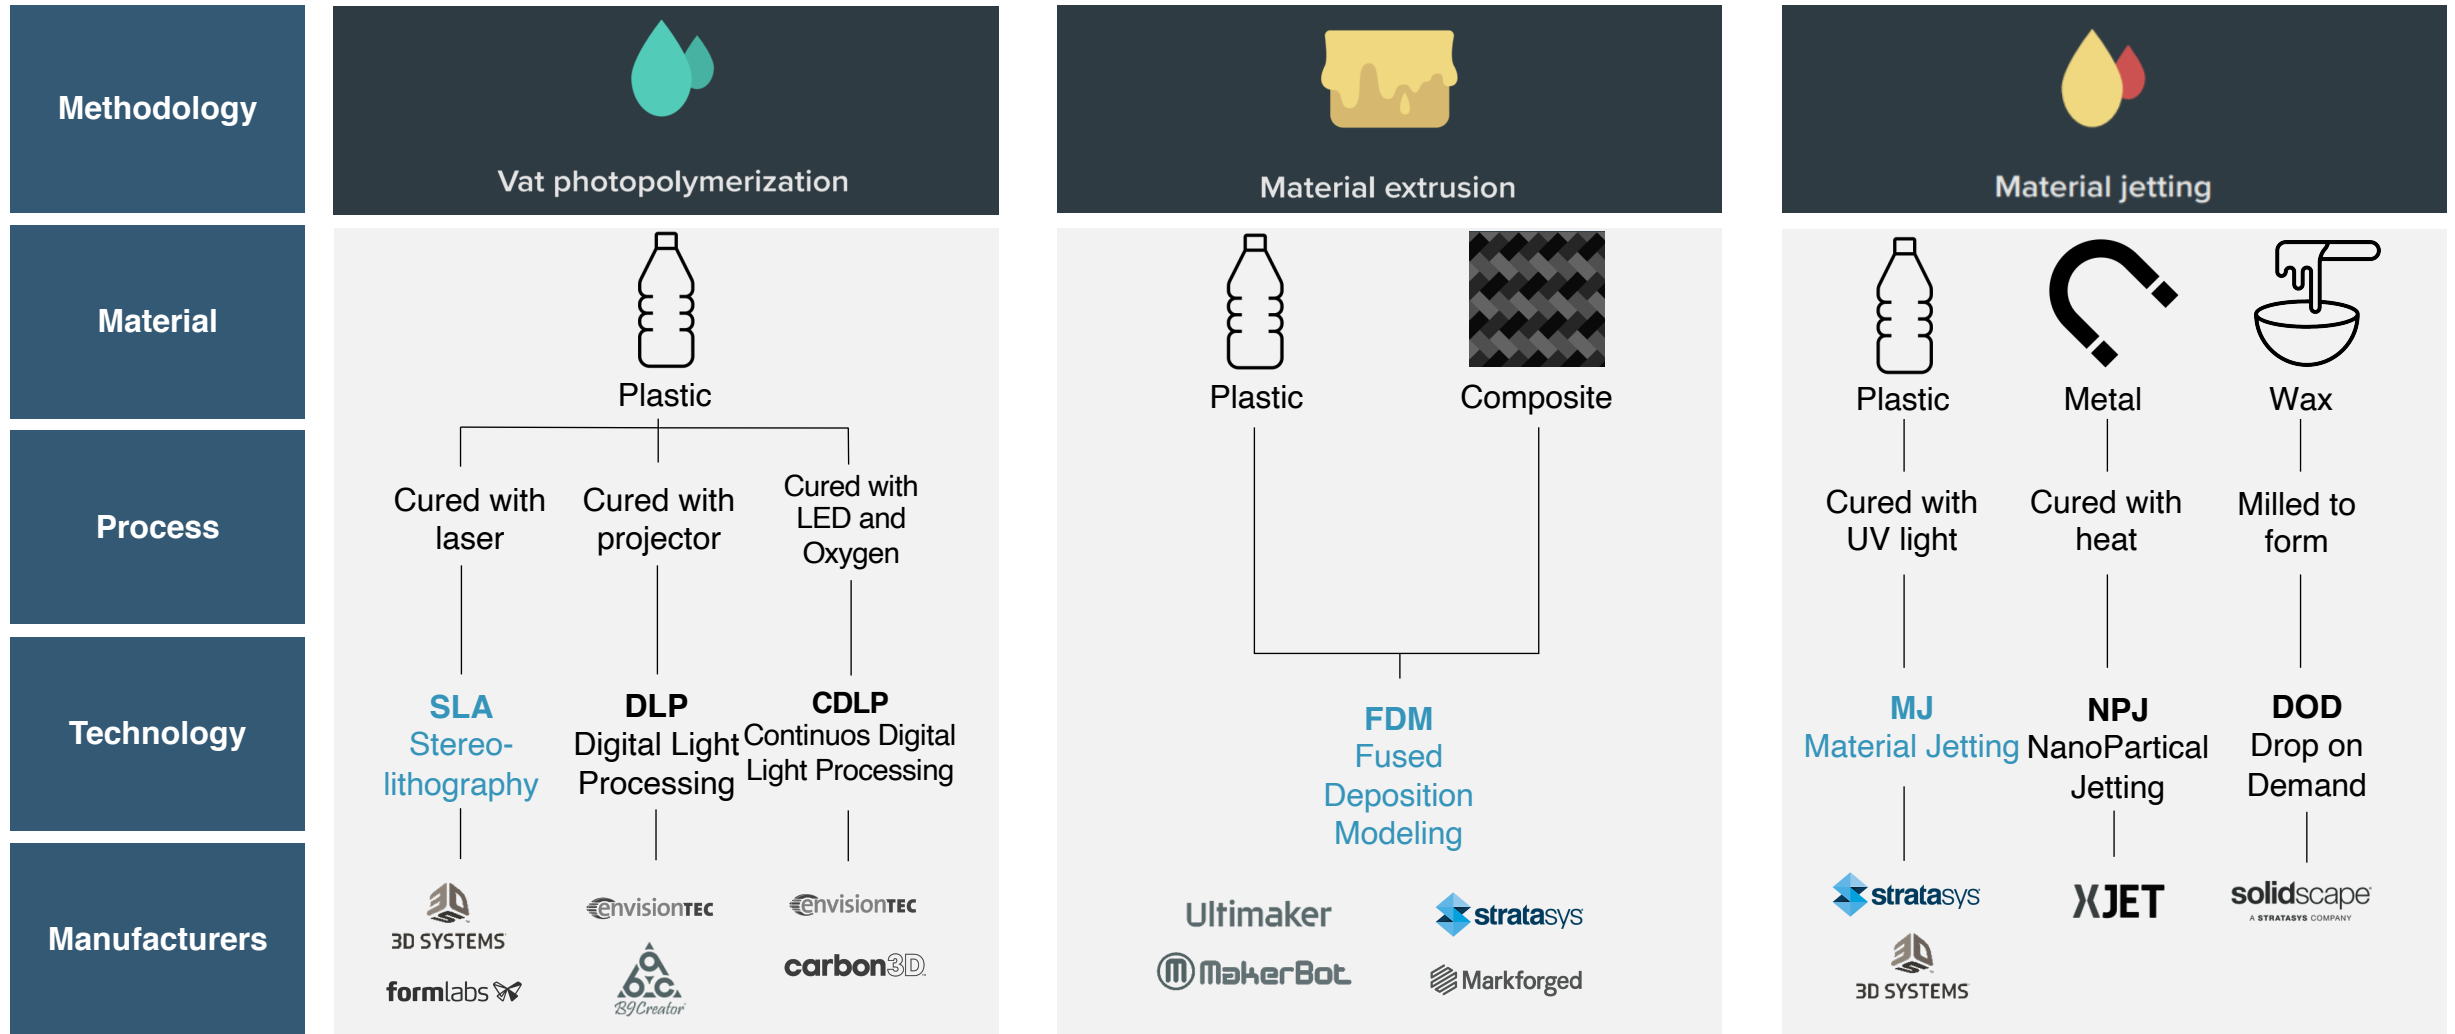 Methodology
Vat photopolymerization
Material extrusion
Material jetting
Material
Plastic
Plastic
Composite
Plastic
Metal
Wax
Process
Cured with
laser
Cured with
projector
Cured with
LED and
Oxygen
Cured with
UV light
Cured with
heat
Milled to
form
Technology
SLA
Stereo-
lithography
DLP
Digital Light
Processing
CDLP
Continuos Digital
Light Processing
FDM
Fused
Deposition
Modeling
MJ
Material Jetting
NPJ
NanoPartical
Jetting
DOD
Drop on
Demand
Manufacturers
3D SYSTEMS
formlabs
envisionTEC
B9Creator
envisionTEC
carbon3D
Ultimaker
MakerBot
stratasys
Markforged
stratasys
3D SYSTEMS
XJET
solidscape
A STRATASYS COMPANY